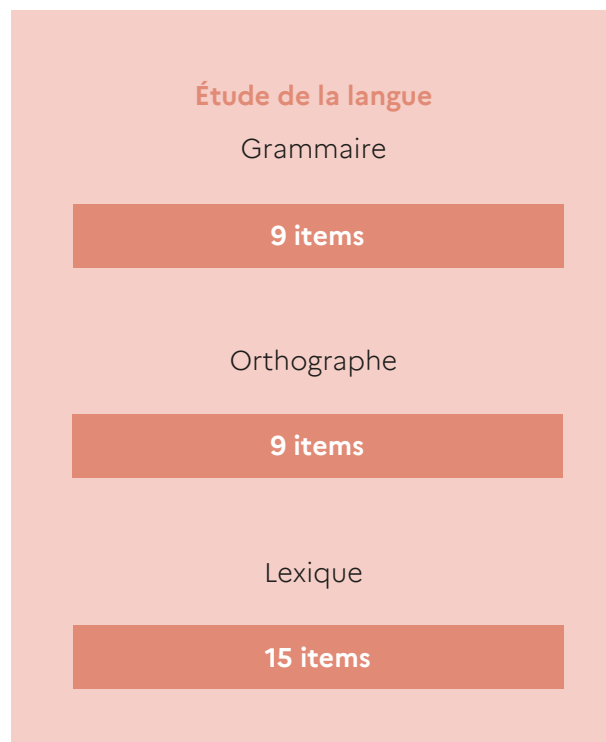 Étude de la langue
Grammaire
9 items
Orthographe
9 items
Lexique
15 items